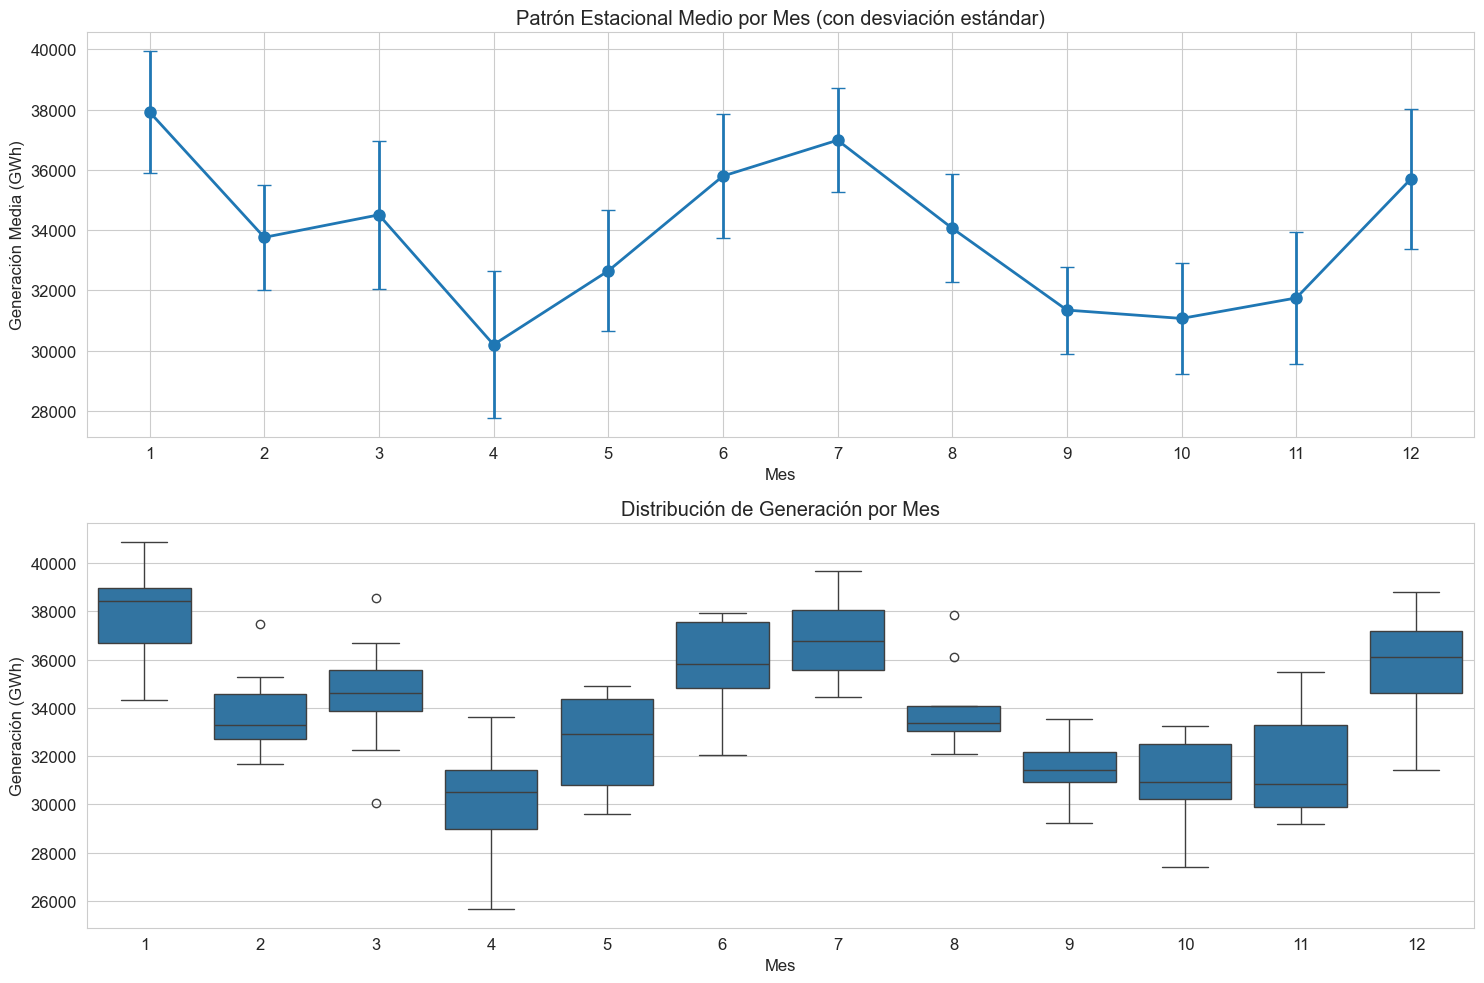 Patrón Estacional Medio por Mes (con desviación estándar)
Generación Media (GWh)
40000
38000
36000
34000
32000
30000
28000
1 2 3 4 5 6 7 8 9 10 11 12
Mes
Distribución de Generación por Mes
Generación (GWh)
40000
38000
36000
34000
32000
30000
28000
26000
1 2 3 4 5 6 7 8 9 10 11 12
Mes